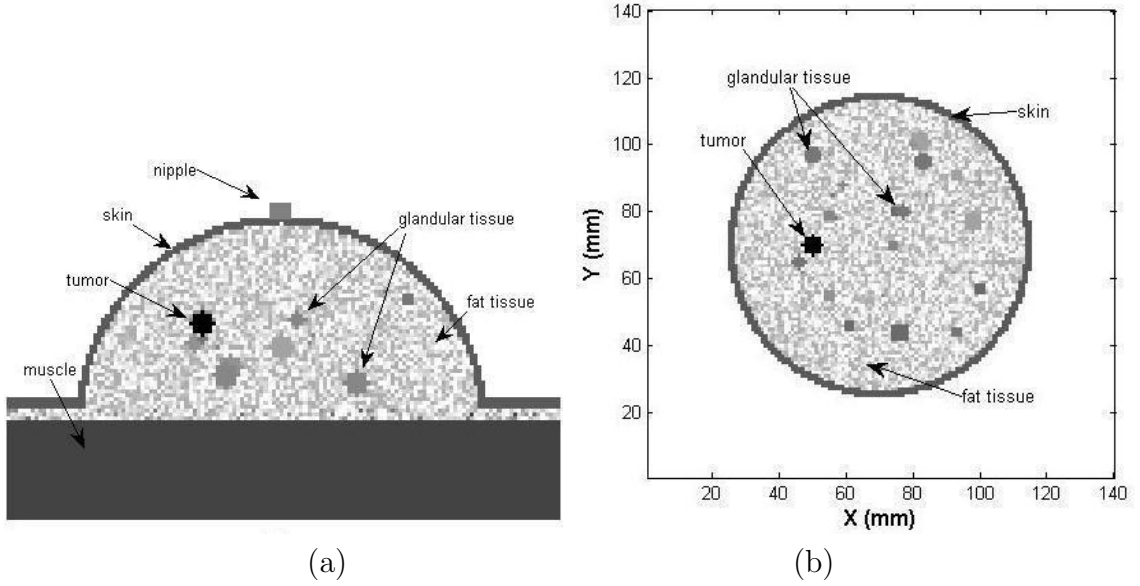 nipple
skin
glandular tissue
tumor
fat tissue
muscle
(a)
140
120
100
80
60
40
20
Y (mm)
glandular tissue
skin
tumor
fat tissue
20 40 60 80 100 120 140
X (mm)
(b)